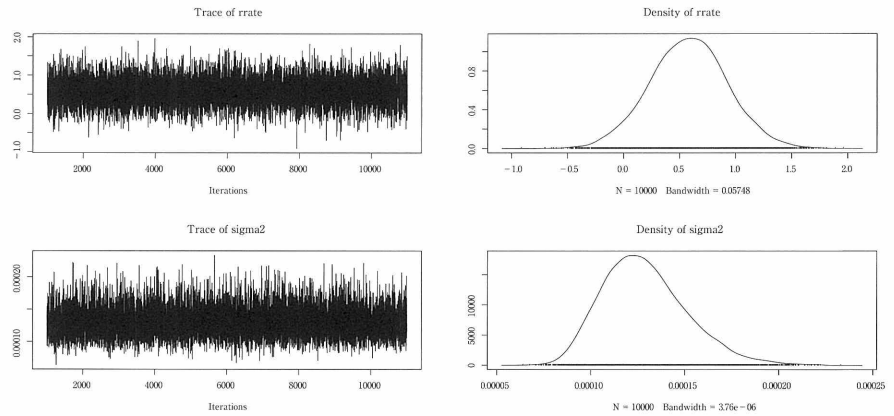 Trace of rrate
2.0
1.0
0.0
−1.0
2000 4000 6000 8000 10000
Iterations
Density of rrate
0.8
0.4
0.0
−1.0 −0.5 0.0 0.5 1.0 1.5 2.0
N = 10000 Bandwidth = 0.05748
Trace of sigma2
0.00020
0.00010
2000 4000 6000 8000 10000
Iterations
Density of sigma2
10000
5000
0
0.00005 0.00010 0.00015 0.00020 0.00025
N = 10000 Bandwidth = 3.76e−06